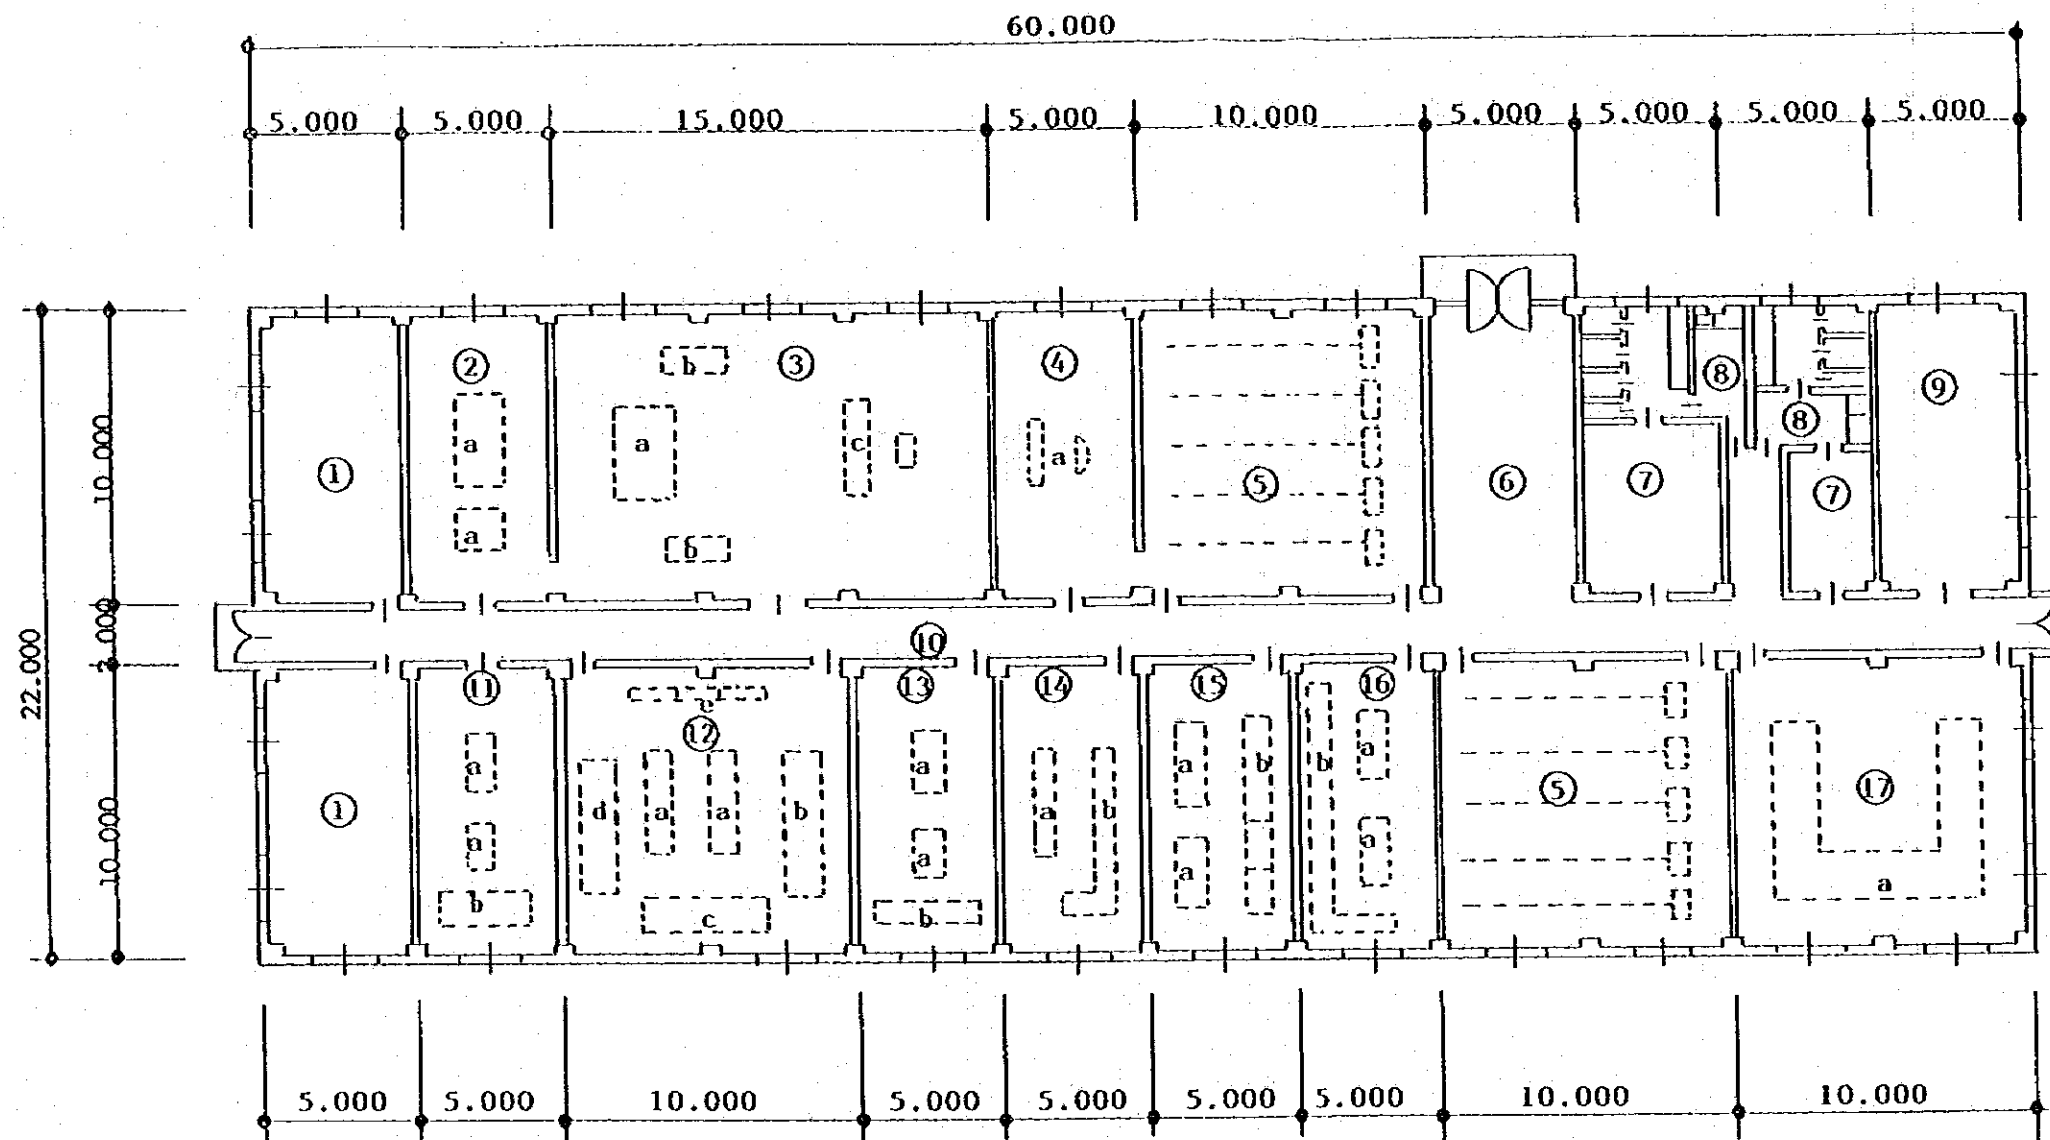 60.000
5.000 5.000 15.000 5.000 10.000 5.000 5.000 5.000 5.000
② b ③ ④ ⑧ ⑨
a a c a ⑧
① ⑤ ⑥ ⑦ ⑦
a b
10.000
2.000
22.000
10.000
⑩
⑪ e ⑬ ⑭ ⑮ ⑯
⑫
a d a a b a a b a b b a
① a a a a ⑤ ⑰
b c b a
5.000 5.000 10.000 5.000 5.000 5.000 5.000 10.000 10.000